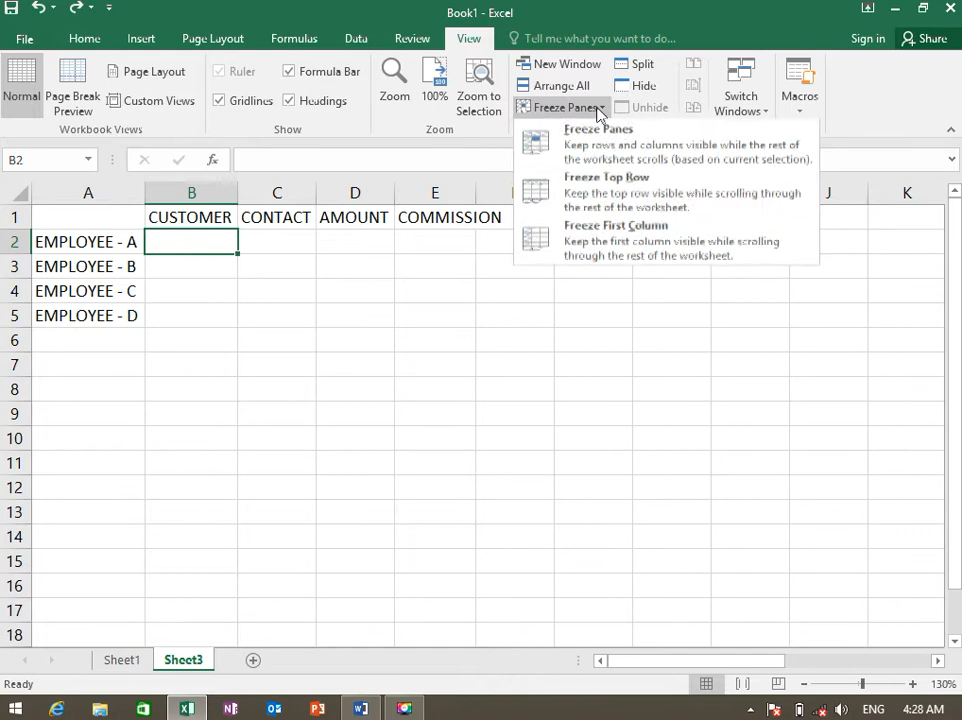 Book1 - Excel
File Home Insert Page Layout Formulas Data Review View Tell me what you want to do... Sign in Share
Normal
Page Break Preview
Page Layout
Custom Views
Workbook Views
Ruler
Formula Bar
Gridlines
Headings
Show
Zoom
100%
Zoom to Selection
Zoom
New Window
Arrange All
Freeze Panes
Split
Hide
Unhide
Switch Windows
Macros
Macros
Freeze Panes
Keep rows and columns visible while the rest of
the worksheet scrolls (based on current selection).
Freeze Top Row
Keep the top row visible while scrolling through
the rest of the worksheet.
Freeze First Column
Keep the first column visible while scrolling
through the rest of the worksheet.
B2
fx
A B C D E J K
1 CUSTOMER CONTACT AMOUNT COMMISSION
2 EMPLOYEE - A
3 EMPLOYEE - B
4 EMPLOYEE - C
5 EMPLOYEE - D
6
7
8
9
10
11
12
13
14
15
16
17
18
Sheet1 Sheet3
Ready 130%
ENG 4:28 AM